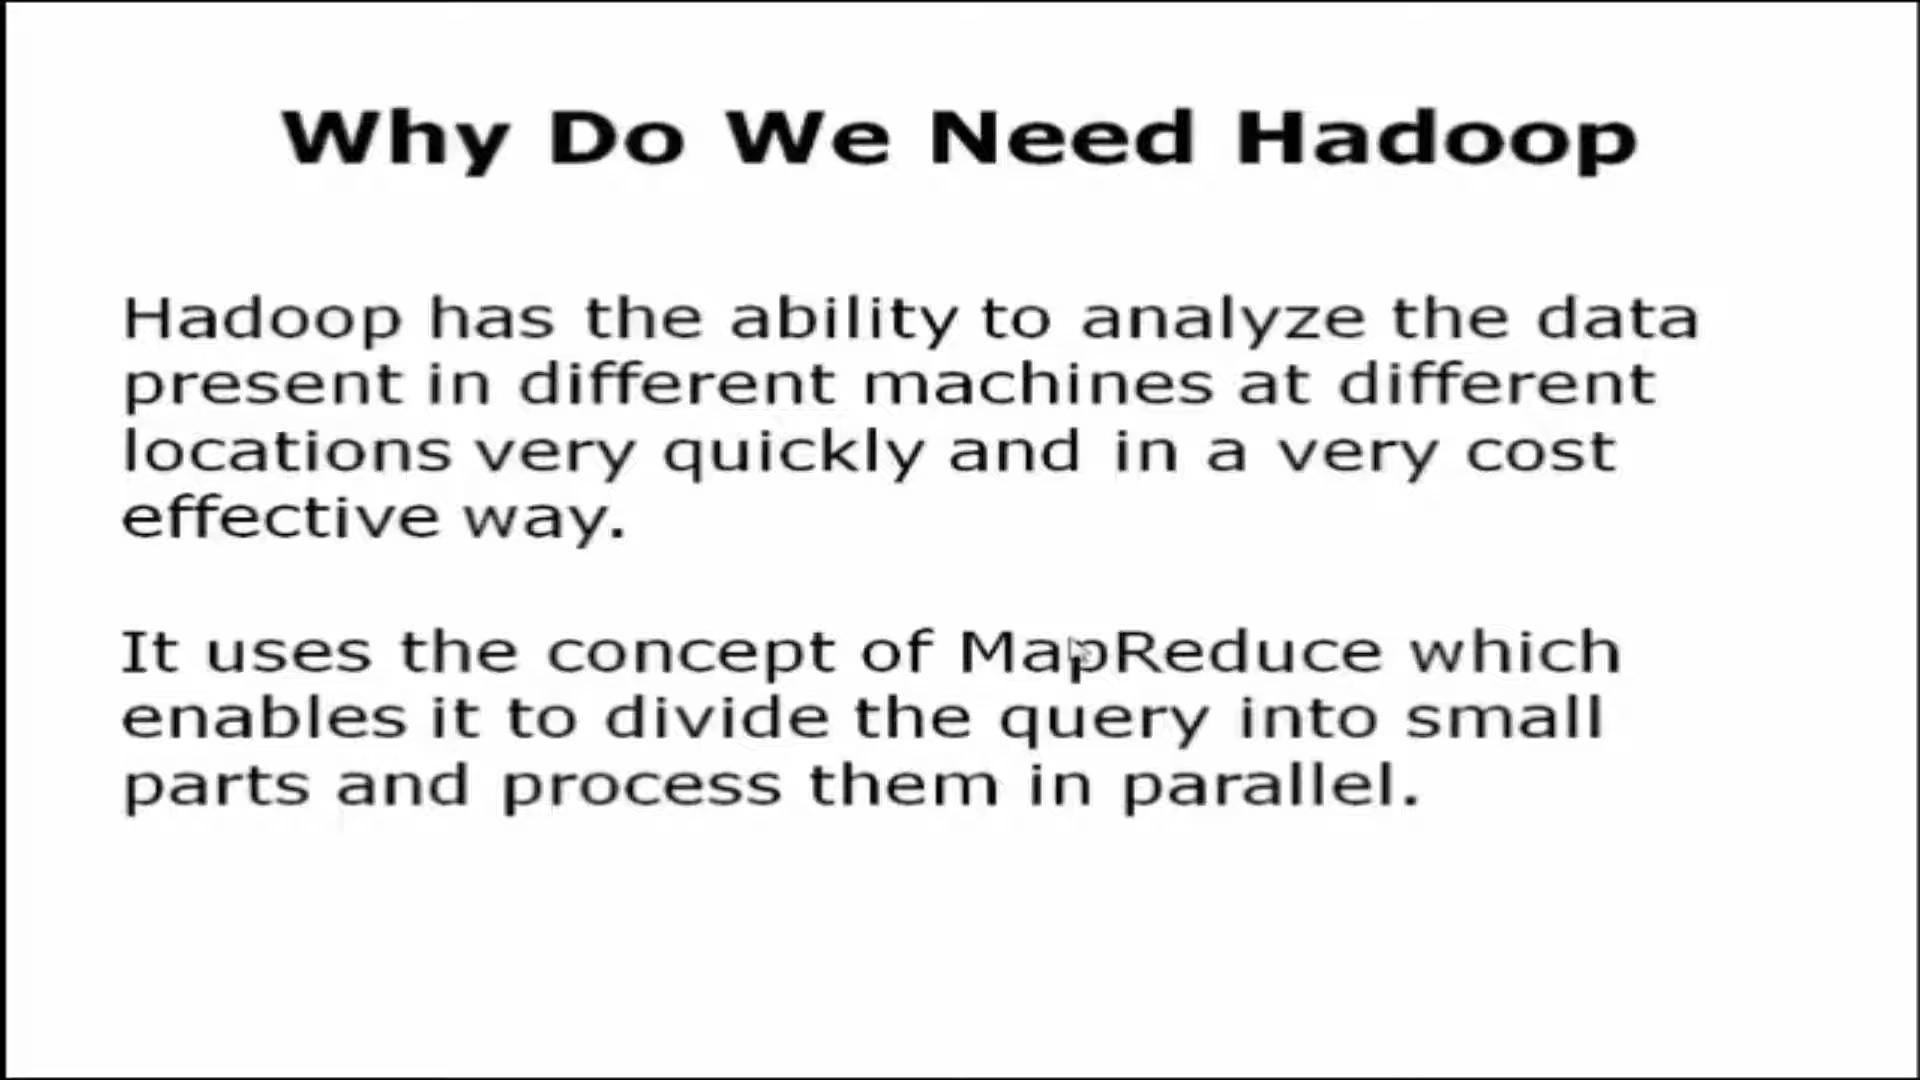 Why Do We Need Hadoop
Hadoop has the ability to analyze the data
present in different machines at different
locations very quickly and in a very cost
effective way.
It uses the concept of MapReduce which
enables it to divide the query into small
parts and process them in parallel.